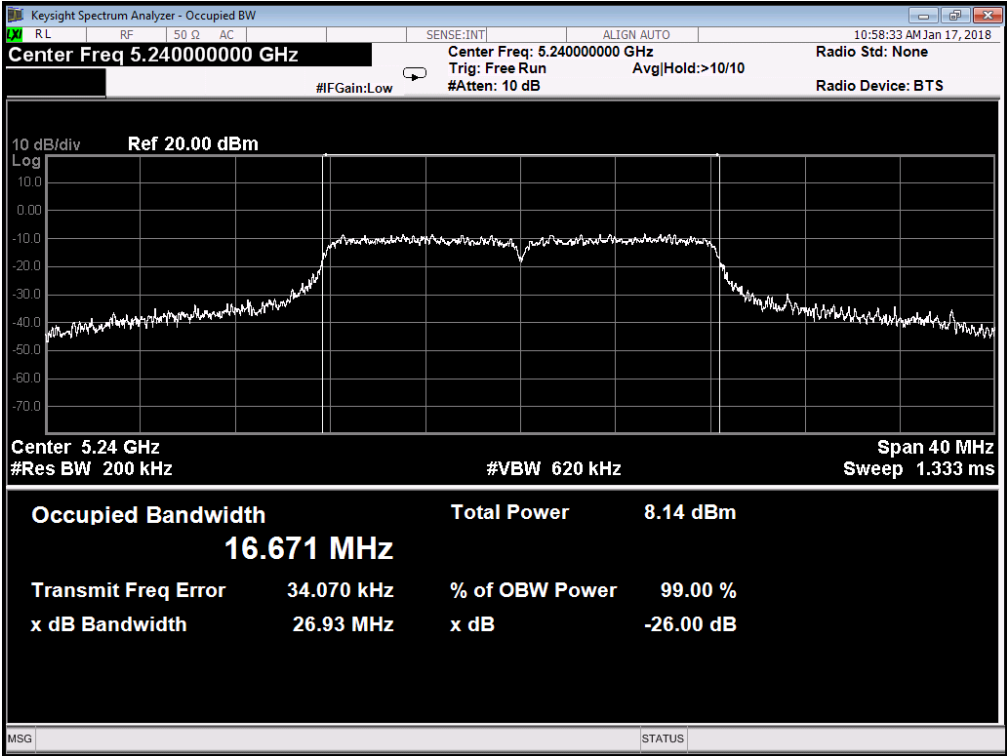 Keysight Spectrum Analyzer - Occupied BW
LXI RL RF 50 Ω AC SENSE:INT ALIGN AUTO 10:58:33 AM Jan 17, 2018
Center Freq 5.240000000 GHz Center Freq: 5.240000000 GHz Radio Std: None
Trig: Free Run Avg|Hold:>10/10
#IFGain:Low #Atten: 10 dB Radio Device: BTS
10 dB/div Ref 20.00 dBm
Log
10.0
0.00
-10.0
-20.0
-30.0
-40.0
-50.0
-60.0
-70.0
Center 5.24 GHz Span 40 MHz
#Res BW 200 kHz #VBW 620 kHz Sweep 1.333 ms
Occupied Bandwidth Total Power 8.14 dBm
16.671 MHz
Transmit Freq Error 34.070 kHz % of OBW Power 99.00 %
x dB Bandwidth 26.93 MHz x dB -26.00 dB
MSG STATUS